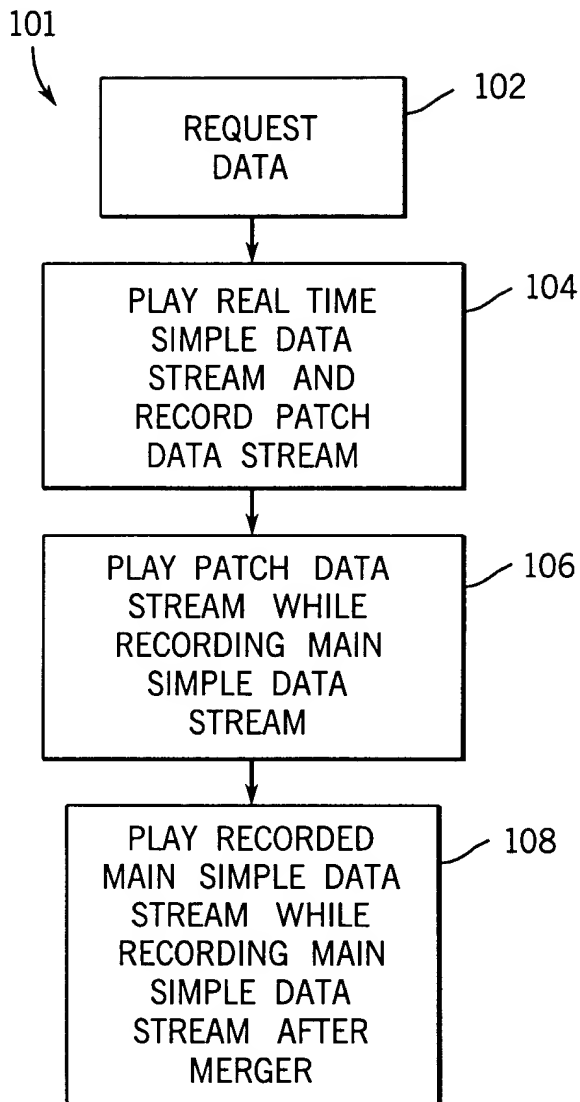 101
102
REQUEST
DATA
104
PLAY REAL TIME
SIMPLE DATA
STREAM AND
RECORD PATCH
DATA STREAM
106
PLAY PATCH DATA
STREAM WHILE
RECORDING MAIN
SIMPLE DATA
STREAM
108
PLAY RECORDED
MAIN SIMPLE DATA
STREAM WHILE
RECORDING MAIN
SIMPLE DATA
STREAM AFTER
MERGER